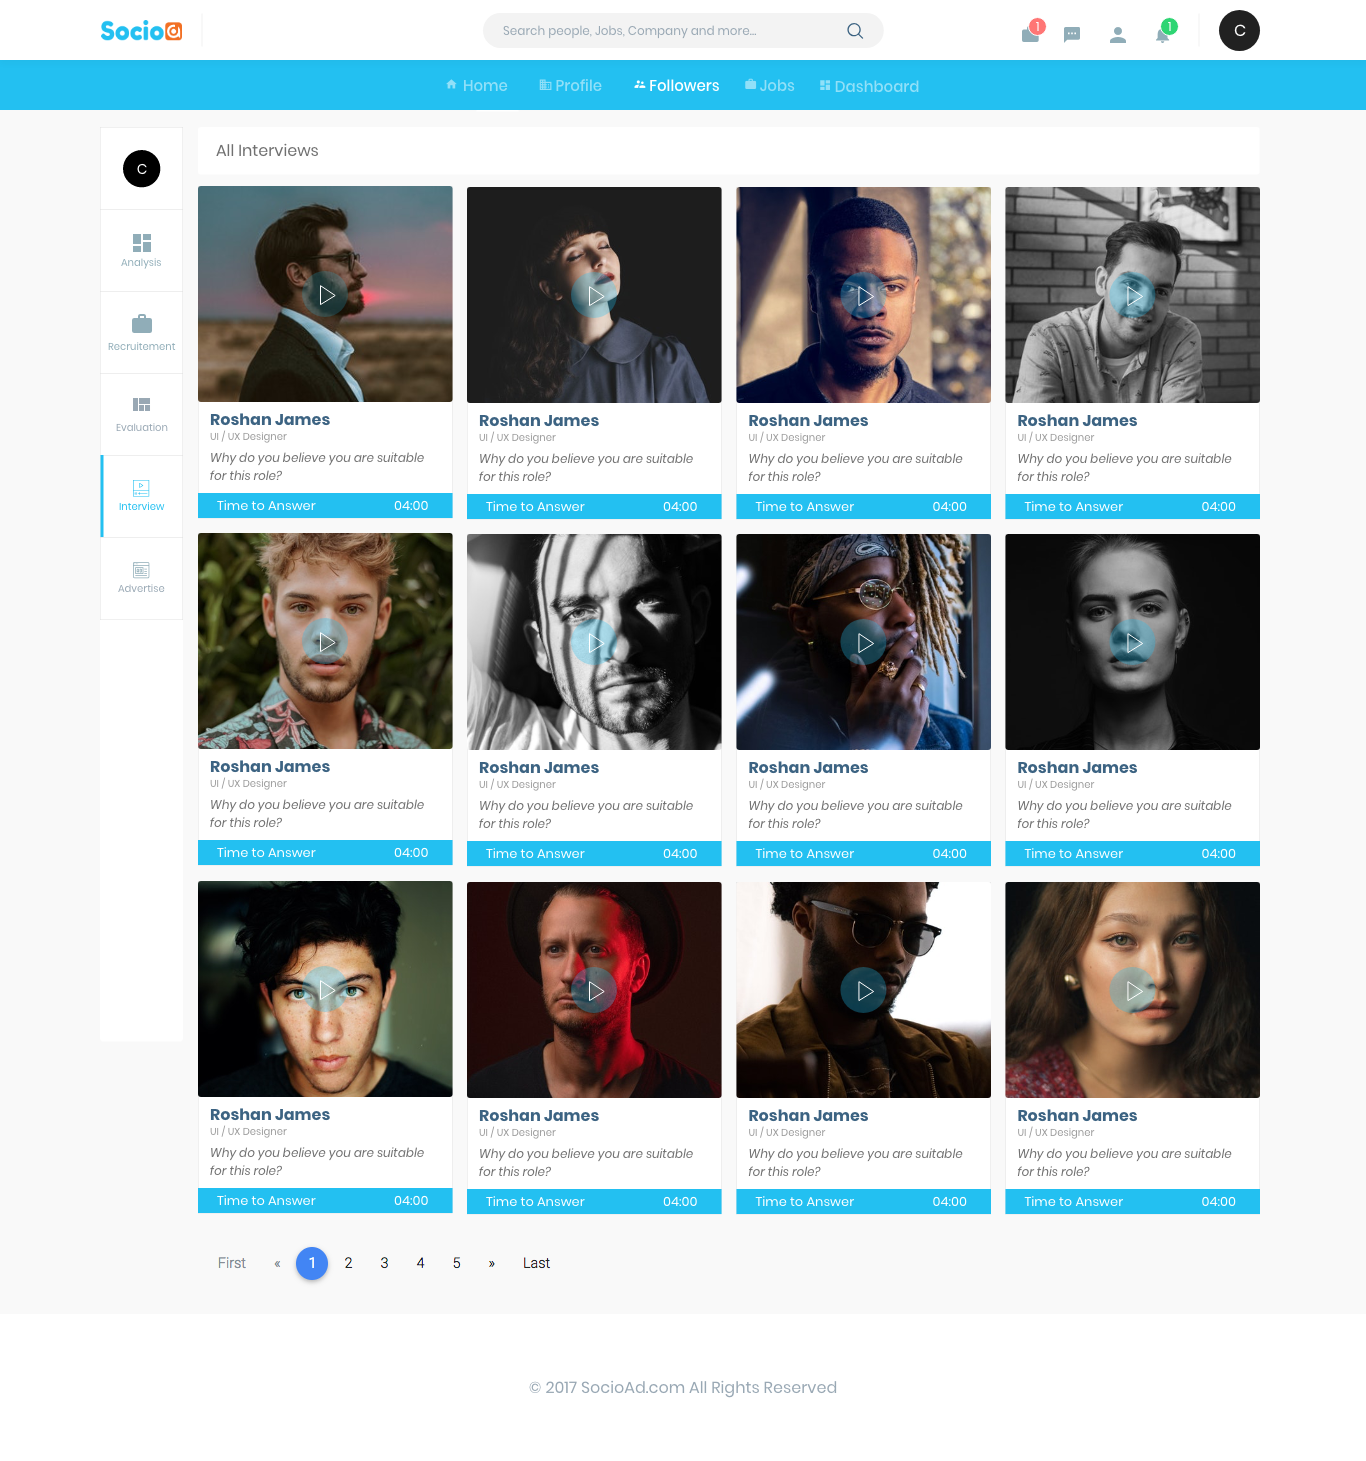 Socio a
Search people, Jobs, Company and more...
1
1
C
Home
Profile
Followers
Jobs
Dashboard
C
Analysis
Recruitement
Evaluation
Interview
Advertise
All Interviews
Roshan James
UI / UX Designer
Why do you believe you are suitable
for this role?
Time to Answer 04:00
Roshan James
UI / UX Designer
Why do you believe you are suitable
for this role?
Time to Answer 04:00
Roshan James
UI / UX Designer
Why do you believe you are suitable
for this role?
Time to Answer 04:00
Roshan James
UI / UX Designer
Why do you believe you are suitable
for this role?
Time to Answer 04:00
Roshan James
UI / UX Designer
Why do you believe you are suitable
for this role?
Time to Answer 04:00
Roshan James
UI / UX Designer
Why do you believe you are suitable
for this role?
Time to Answer 04:00
Roshan James
UI / UX Designer
Why do you believe you are suitable
for this role?
Time to Answer 04:00
Roshan James
UI / UX Designer
Why do you believe you are suitable
for this role?
Time to Answer 04:00
Roshan James
UI / UX Designer
Why do you believe you are suitable
for this role?
Time to Answer 04:00
Roshan James
UI / UX Designer
Why do you believe you are suitable
for this role?
Time to Answer 04:00
Roshan James
UI / UX Designer
Why do you believe you are suitable
for this role?
Time to Answer 04:00
Roshan James
UI / UX Designer
Why do you believe you are suitable
for this role?
Time to Answer 04:00
First « 1 2 3 4 5 » Last
© 2017 SocioAd.com All Rights Reserved